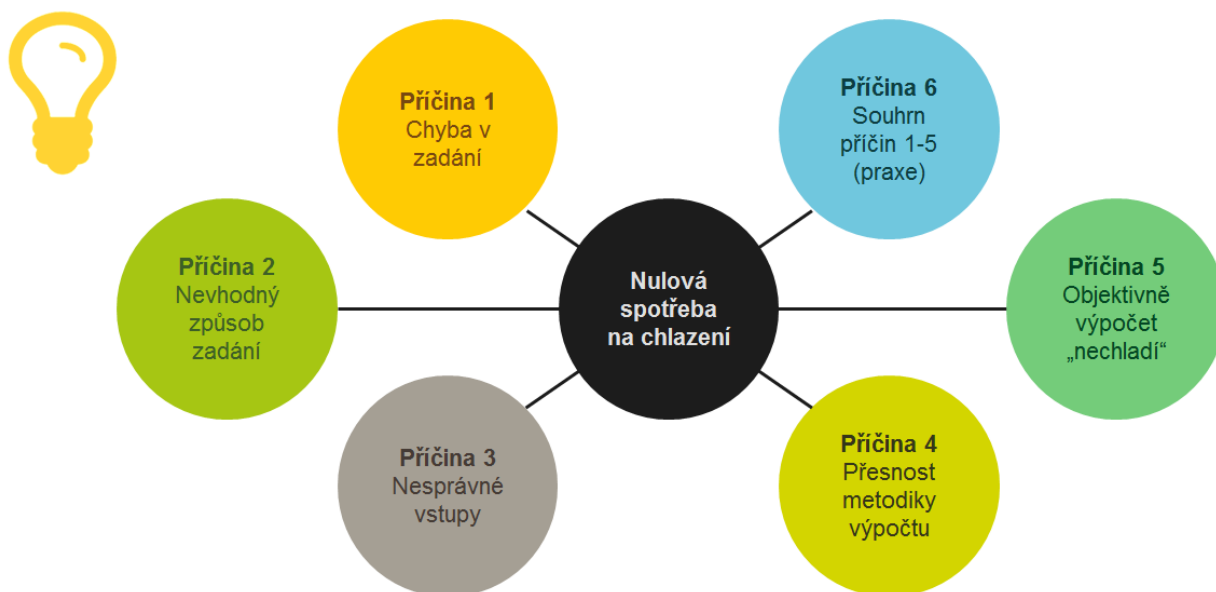 Příčina 1
Chyba v
zadání
Příčina 6
Souhrn
příčin 1-5
(praxe)
Příčina 2
Nevhodný
způsob
zadání
Nulová
spotřeba
na chlazení
Příčina 5
Objektivně
výpočet
„nechladí“
Příčina 3
Nesprávné
vstupy
Příčina 4
Přesnost
metodiky
výpočtu